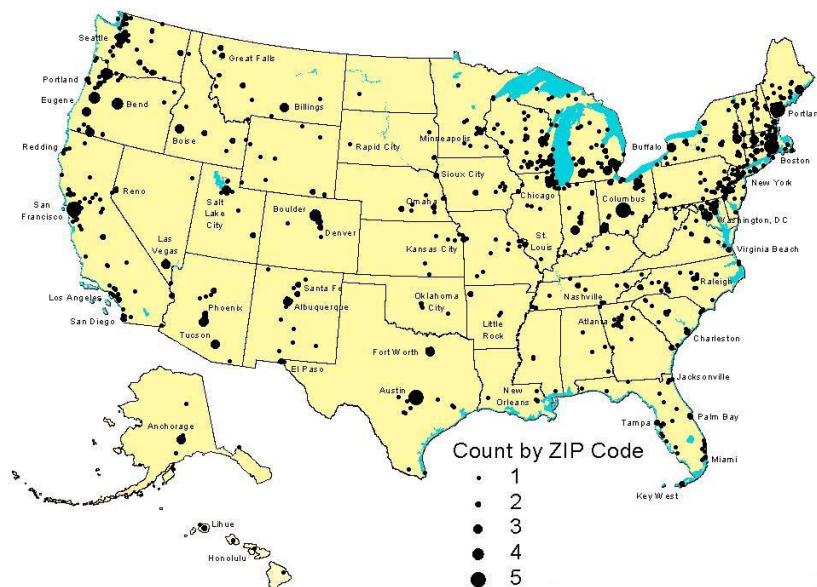 Seattle
Great Falls
Portland
Eugene
Bend
Billings
Portland
Minneapolis
Buffalo
Boise
Rapid City
Boston
Redding
Sioux City
New York
Reno
Chicago
San
Francisco
Salt
Lake
City
Omaha
Columbus
Boulder
Washington, DC
Denver
St.
Louis
Las
Vegas
Kansas City
Virginia Beach
Raleigh
Santa Fe
Los Angeles
Phoenix
Albuquerque
Oklahoma
City
Nashville
San Diego
Little
Rock
Atlanta
Tucson
Charleston
Fort Worth
El Paso
Jacksonville
Austin
New
Orleans
Palm Bay
Tampa
Anchorage
Miami
Key West
Count by ZIP Code
1
2
3
4
5
Lihue
Honolulu